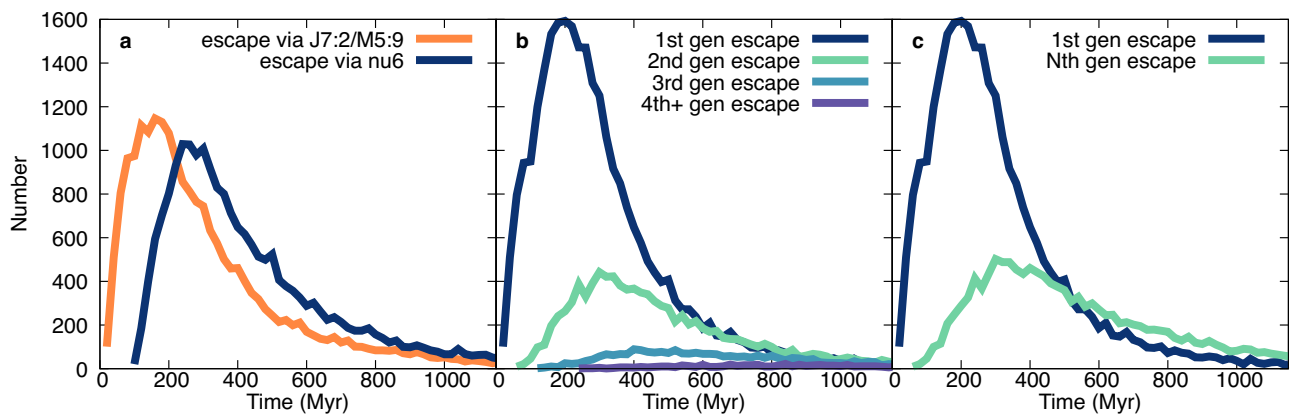 a
escape via J7:2/M5:9
escape via nu6
b
1st gen escape
2nd gen escape
3rd gen escape
4th+ gen escape
c
1st gen escape
Nth gen escape
Number
1600
1400
1200
1000
800
600
400
200
0
0 200 400 600 800 1000
200 400 600 800 1000
200 400 600 800 1000
Time (Myr) Time (Myr) Time (Myr)